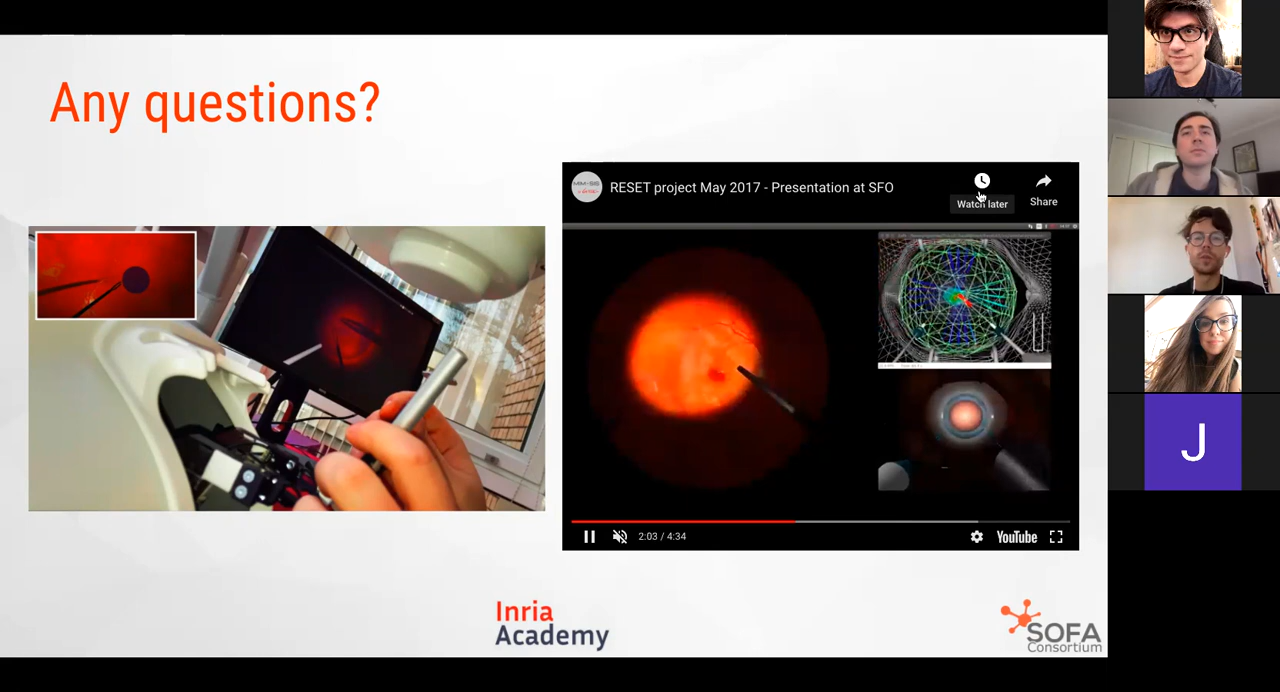 Any questions?
RESET project May 2017 - Presentation at SFO
Watch later
Share
2:03 / 4:34
YouTube
Inria
Academy
SOFA
Consortium
J